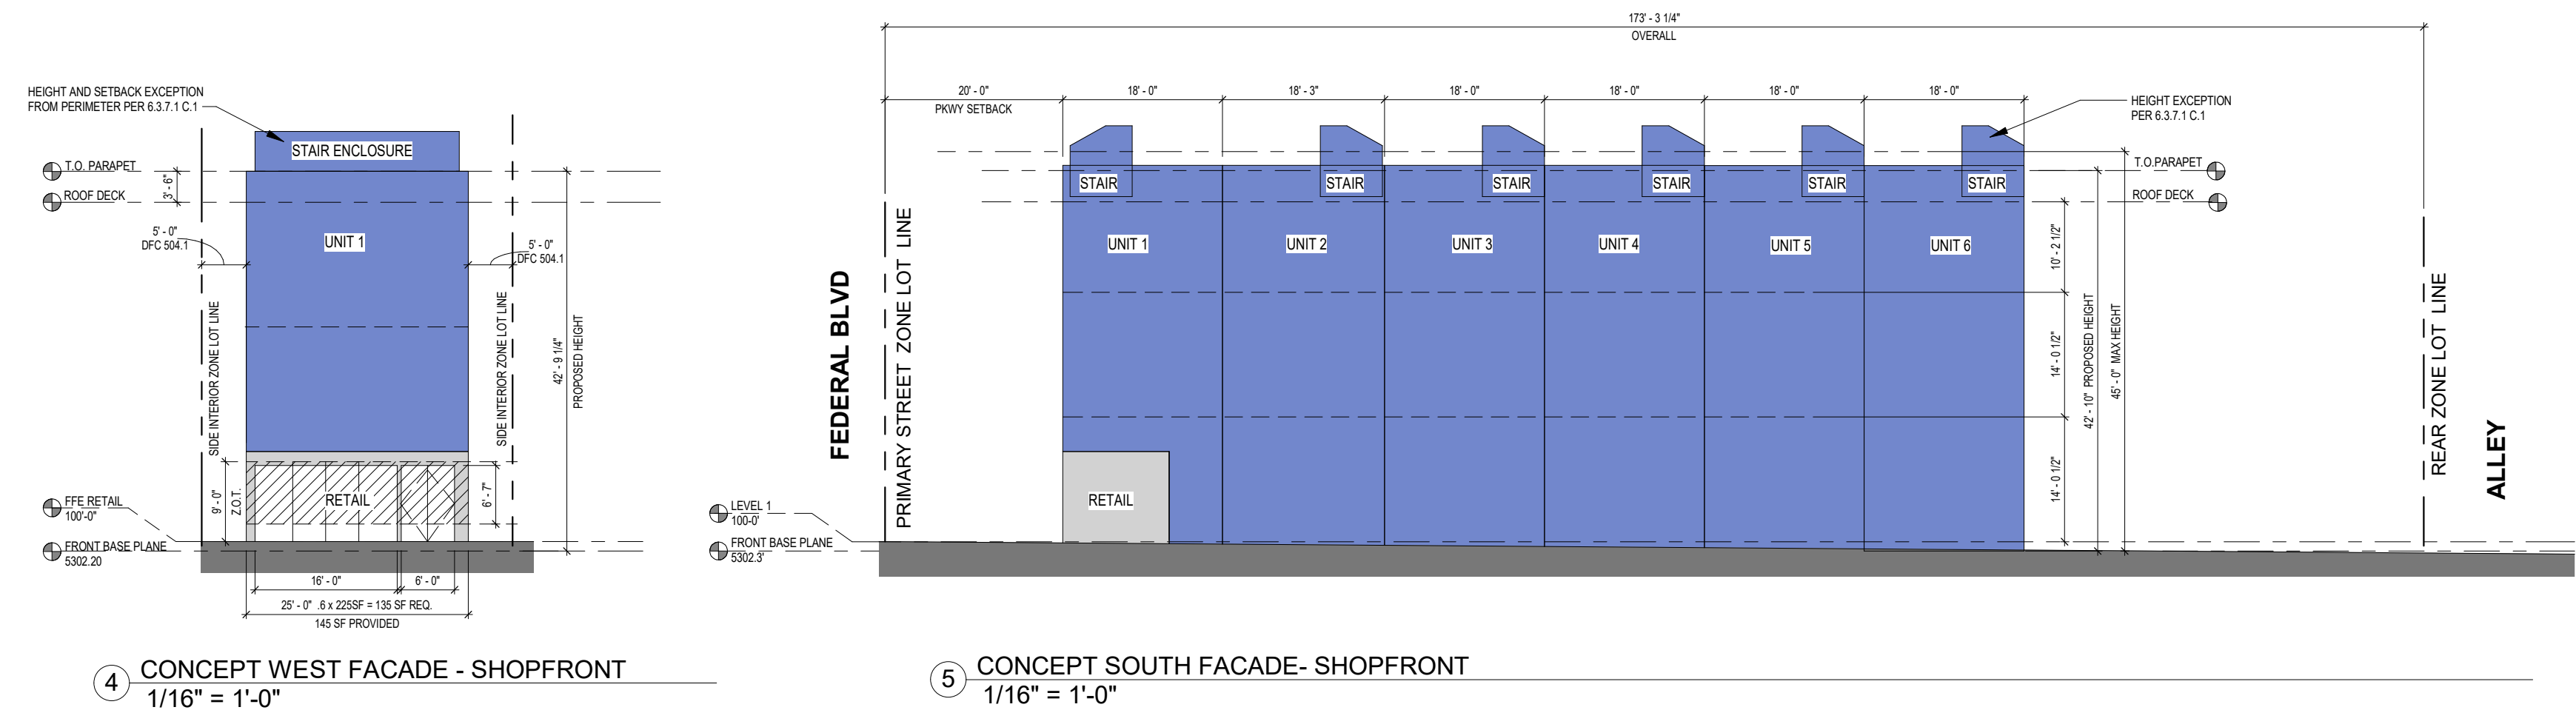 HEIGHT AND SETBACK EXCEPTION
FROM PERIMETER PER 6.3.7.1 C.1
STAIR ENCLOSURE
T.O. PARAPET
3' - 6"
ROOF DECK
5' - 0"
DFC 504.1
UNIT 1
5' - 0"
DFC 504.1
SIDE INTERIOR ZONE LOT LINE
SIDE INTERIOR ZONE LOT LINE
42' - 9 1/4"
PROPOSED HEIGHT
FFE RETAIL
100'-0"
9' - 0"
Z.O.T.
RETAIL
6' - 7"
FRONT BASE PLANE
5302.20
16' - 0"
6' - 0"
25' - 0" .6 x 225SF = 135 SF REQ.
145 SF PROVIDED
4
CONCEPT WEST FACADE - SHOPFRONT
1/16" = 1'-0"
173' - 3 1/4"
OVERALL
20' - 0"
PKWY SETBACK
18' - 0"
18' - 3"
18' - 0"
18' - 0"
18' - 0"
18' - 0"
HEIGHT EXCEPTION
PER 6.3.7.1 C.1
T.O.PARAPET
ROOF DECK
STAIR
STAIR
STAIR
STAIR
STAIR
STAIR
UNIT 1
UNIT 2
UNIT 3
UNIT 4
UNIT 5
UNIT 6
FEDERAL BLVD
PRIMARY STREET ZONE LOT LINE
RETAIL
LEVEL 1
100-0'
FRONT BASE PLANE
5302.3'
10' - 2 1/2"
14' - 0 1/2"
14' - 0 1/2"
42' - 10" PROPOSED HEIGHT
45' - 0" MAX HEIGHT
REAR ZONE LOT LINE
ALLEY
5
CONCEPT SOUTH FACADE- SHOPFRONT
1/16" = 1'-0"